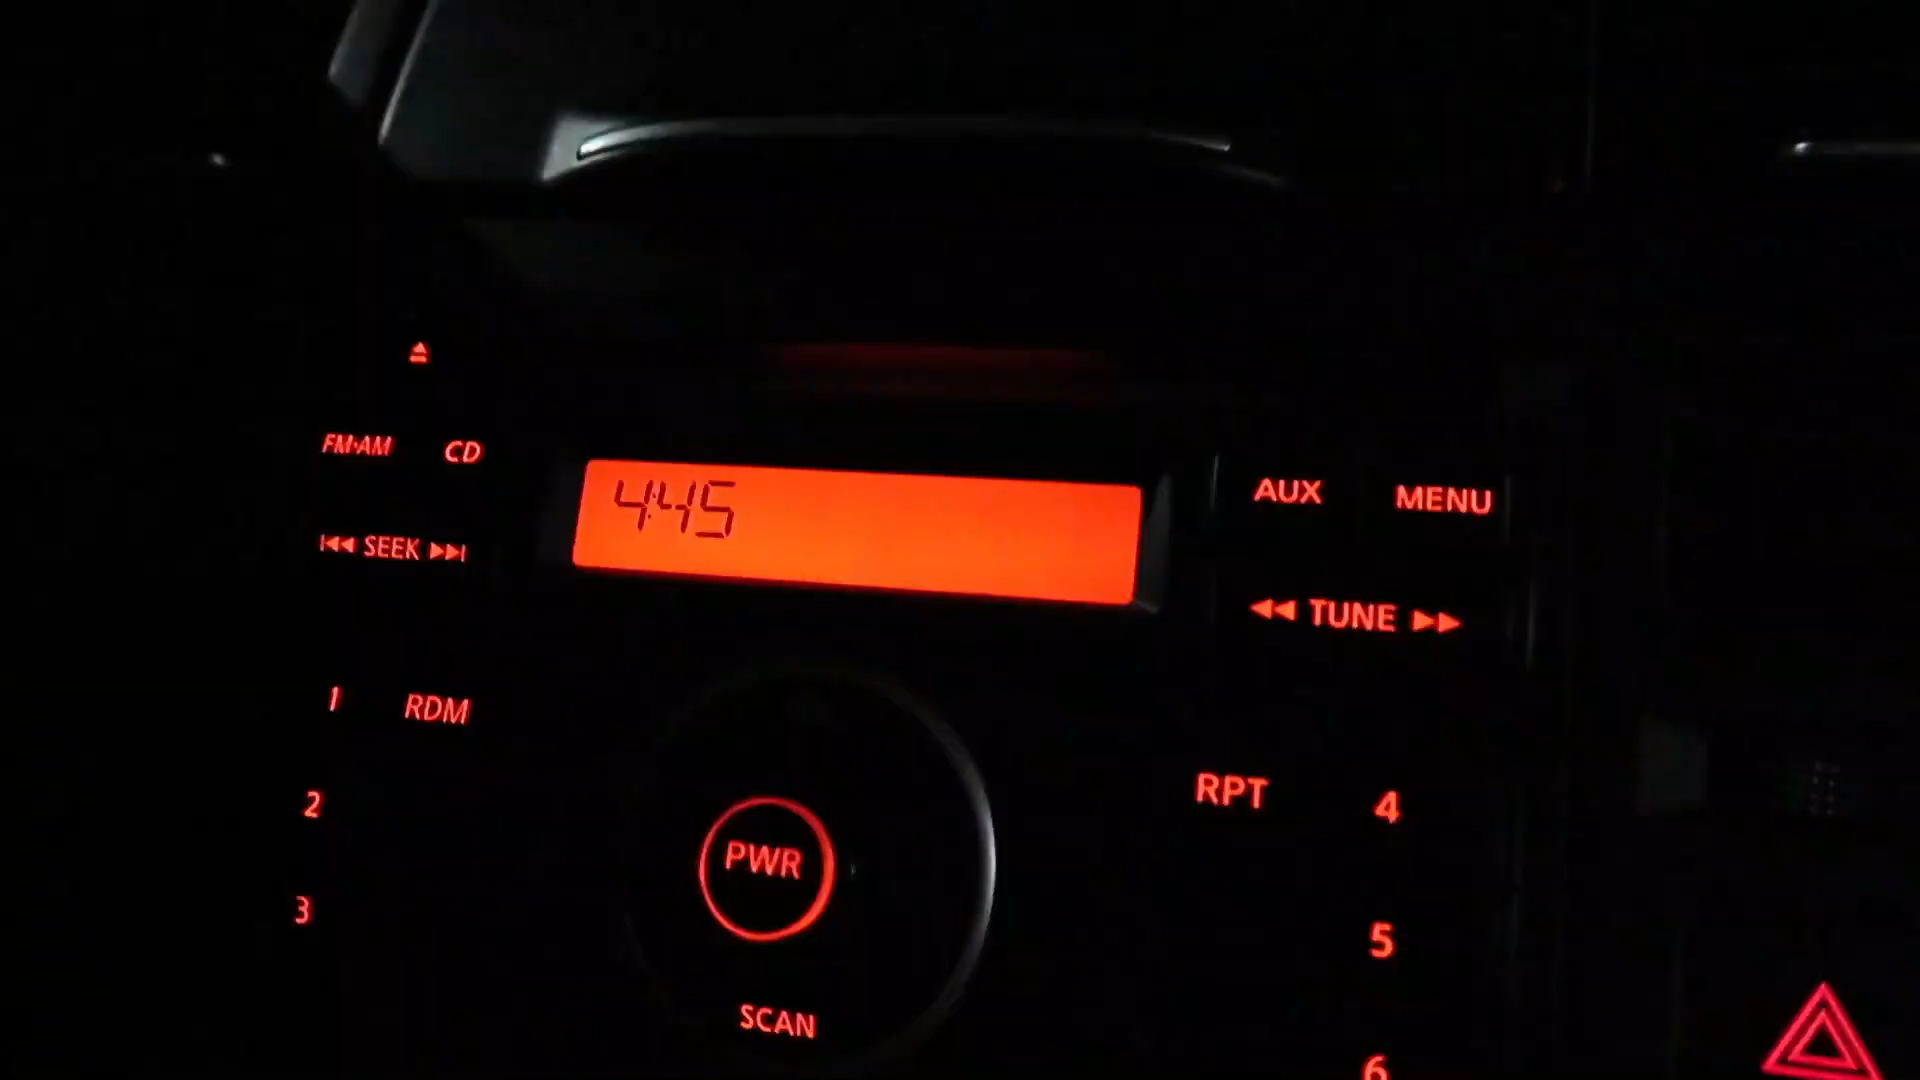 FM·AM CD
4:45
AUX MENU
SEEK
TUNE
1 RDM
2
RPT 4
PWR
3
5
SCAN
6